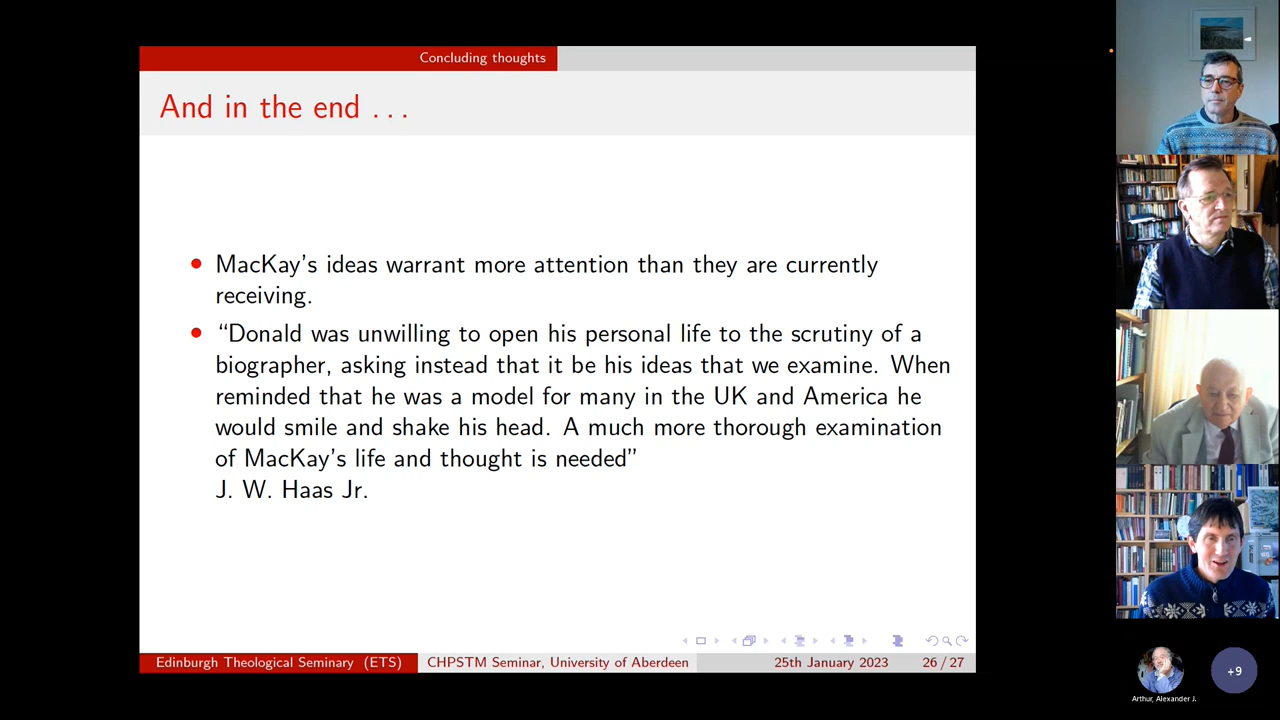 Concluding thoughts
And in the end . . .
MacKay's ideas warrant more attention than they are currently
receiving.
“Donald was unwilling to open his personal life to the scrutiny of a
biographer, asking instead that it be his ideas that we examine. When
reminded that he was a model for many in the UK and America he
would smile and shake his head. A much more thorough examination
of MacKay's life and thought is needed”
J. W. Haas Jr.
Edinburgh Theological Seminary (ETS)
CHPSTM Seminar, University of Aberdeen
25th January 2023
26 / 27
+9
Arthur, Alexander J.